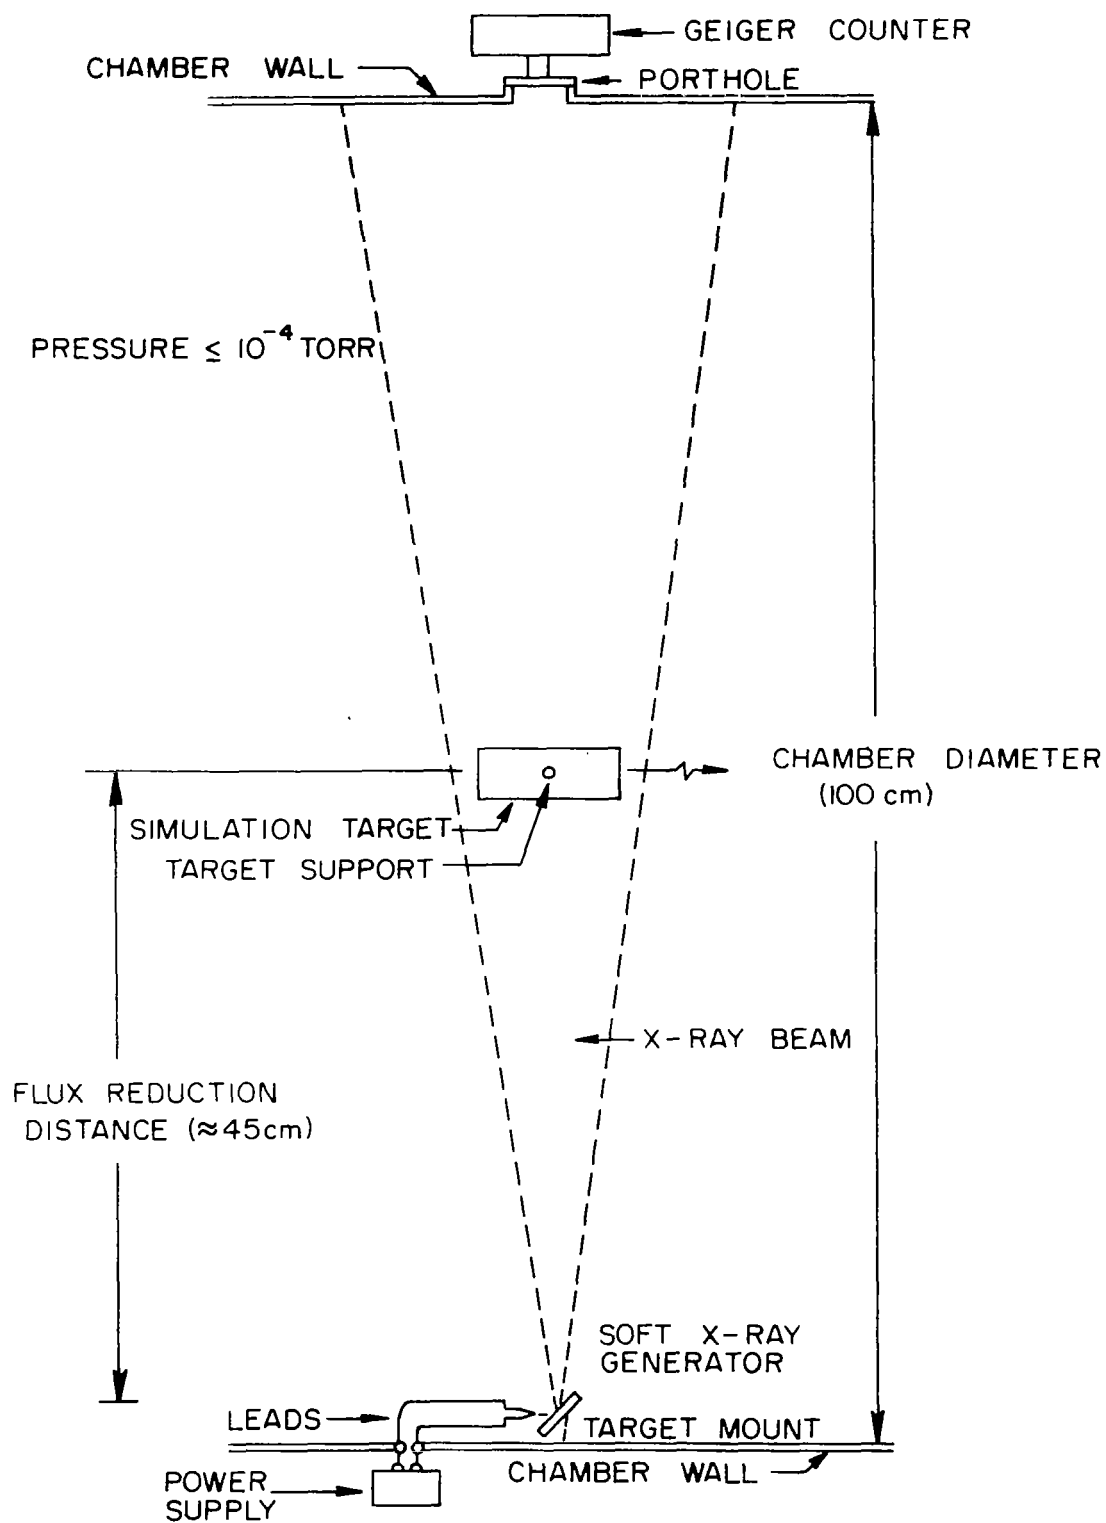 GEIGER COUNTER
CHAMBER WALL
PORTHOLE
PRESSURE ≤ 10⁻⁴ TORR
CHAMBER DIAMETER
(100 cm)
SIMULATION TARGET
TARGET SUPPORT
X-RAY BEAM
FLUX REDUCTION
DISTANCE (≈45cm)
SOFT X-RAY
GENERATOR
LEADS
TARGET MOUNT
CHAMBER WALL
POWER
SUPPLY